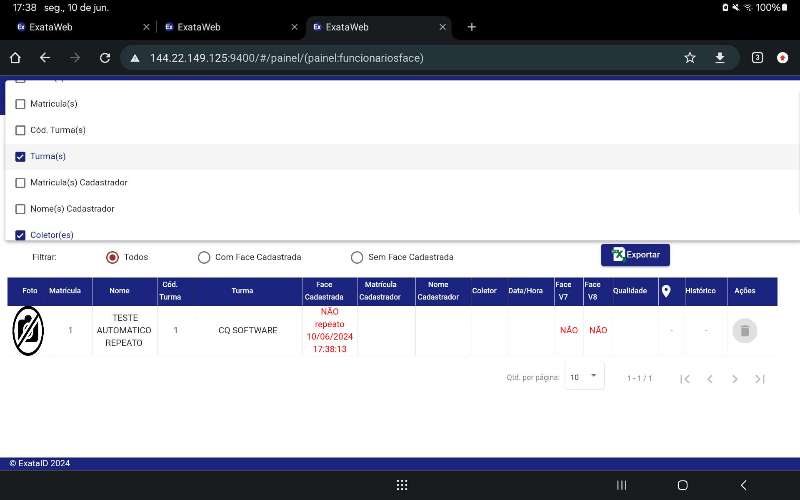 17:38 seg., 10 de jun. 100%
ExataWeb ExataWeb ExataWeb
144.22.149.125:9400/#/painel/(painel:funcionariosface) 3
Matricula(s)
Cód. Turma(s)
Turma(s)
Matricula(s) Cadastrador
Nome(s) Cadastrador
Coletor(es)
Filtrar: Todos Com Face Cadastrada Sem Face Cadastrada Exportar
Foto Matrícula Nome Cód. Turma Turma Face Cadastrada Matrícula Cadastrador Nome Cadastrador Coletor Data/Hora Face V7 Face V8 Qualidade Histórico Ações
1 TESTE AUTOMATICO REPEATO 1 CQ SOFTWARE NÃO repeato 10/06/2024 17:38:13 NÃO NÃO - -
Qtd. por página: 10 1 - 1 / 1
© ExataID 2024